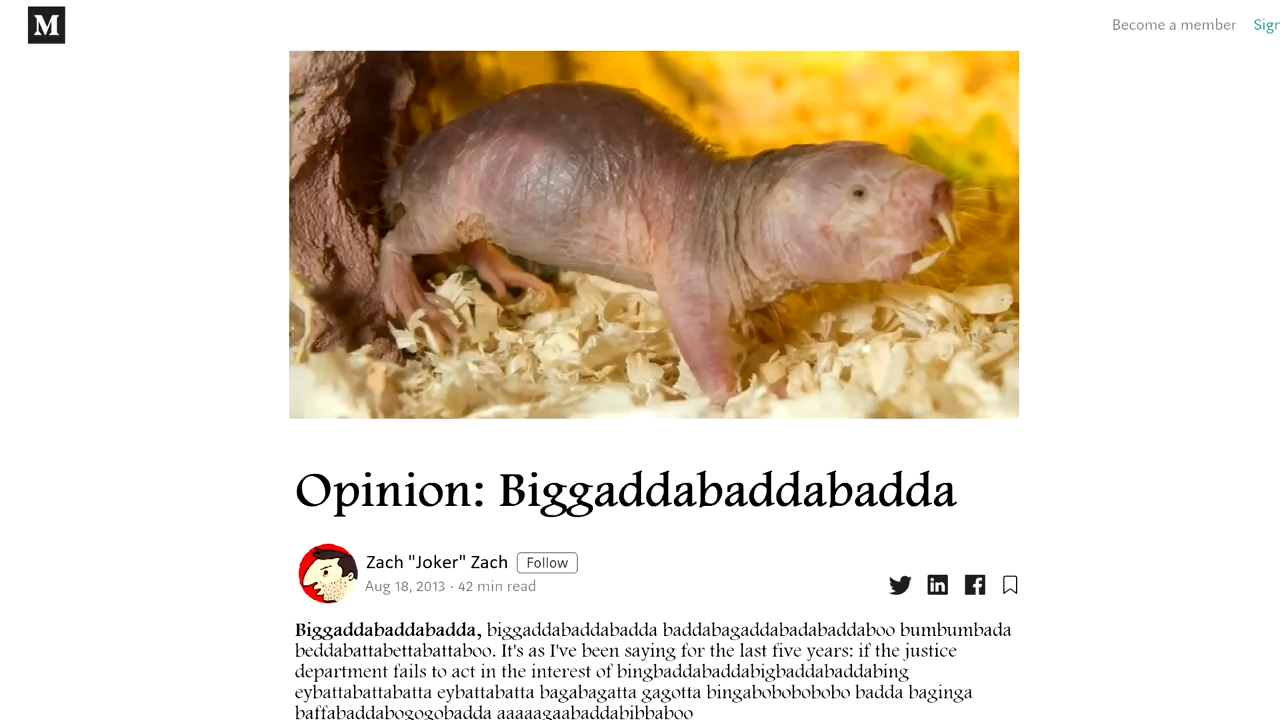 M
Become a member
Opinion: Biggaddabaddabadda
Zach "Joker" Zach
Follow
Aug 18, 2013 · 42 min read
Biggaddabaddabadda, biggaddabaddabadda baddabagaddabadabaddaboo bumbumbada
beddabattabettabattaboo. It's as I've been saying for the last five years: if the justice
department fails to act in the interest of bingbaddabaddabigbaddabaddabing
eybattabattabatta eybattabatta bagabagatta gagotta bingabobobobobo badda baginga
baffabaddabogogobadda aaaaagaabaddabibbaboo